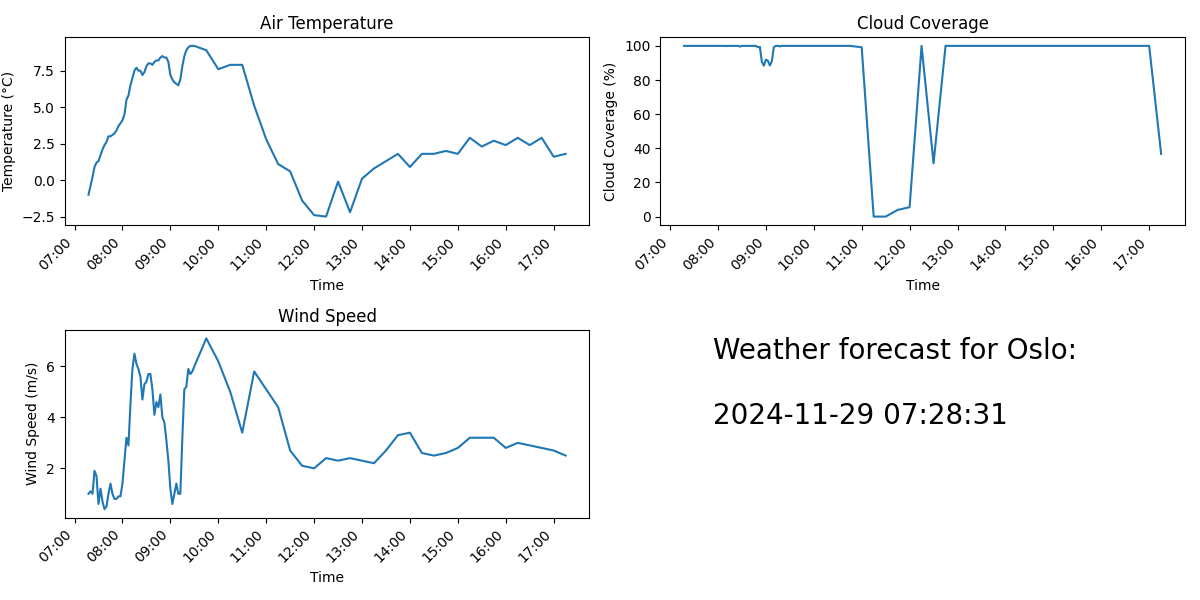 Air Temperature
Temperature (°C)
7.5
5.0
2.5
0.0
−2.5
07:00 08:00 09:00 10:00 11:00 12:00 13:00 14:00 15:00 16:00 17:00
Time
Cloud Coverage
Cloud Coverage (%)
100
80
60
40
20
0
07:00 08:00 09:00 10:00 11:00 12:00 13:00 14:00 15:00 16:00 17:00
Time
Wind Speed
Wind Speed (m/s)
6
4
2
07:00 08:00 09:00 10:00 11:00 12:00 13:00 14:00 15:00 16:00 17:00
Time
Weather forecast for Oslo:
2024-11-29 07:28:31